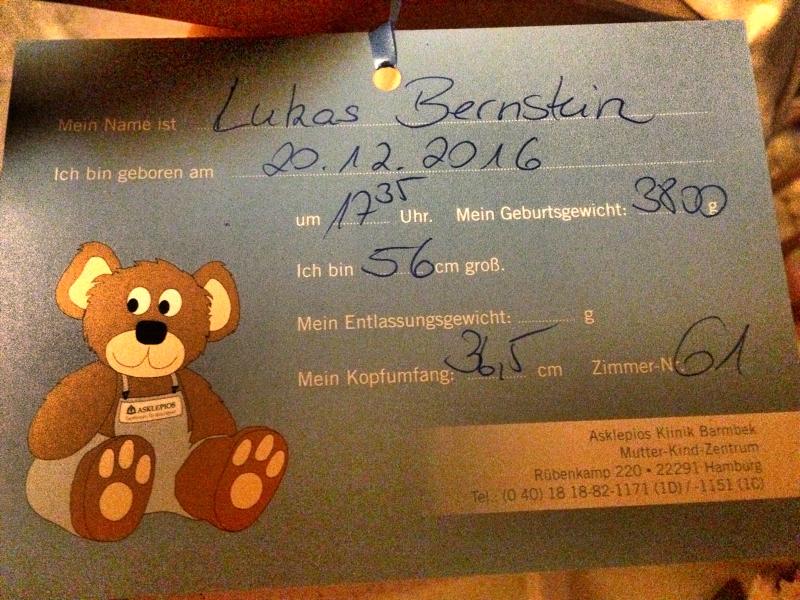 Mein Name ist Lukas Bernstein
Ich bin geboren am 20.12.2016
um 17 35 Uhr. Mein Geburtsgewicht: 3800 g
Ich bin 56 cm groß.
Mein Entlassungsgewicht: g
Mein Kopfumfang: 36,5 cm Zimmer-Nr. 61
ASKLEPIOS
Asklepios Klinik Barmbek
Mutter-Kind-Zentrum
Rübenkamp 220 • 22291 Hamburg
Tel.: (0 40) 18 18-82-1171 (1D) / -1151 (1C)